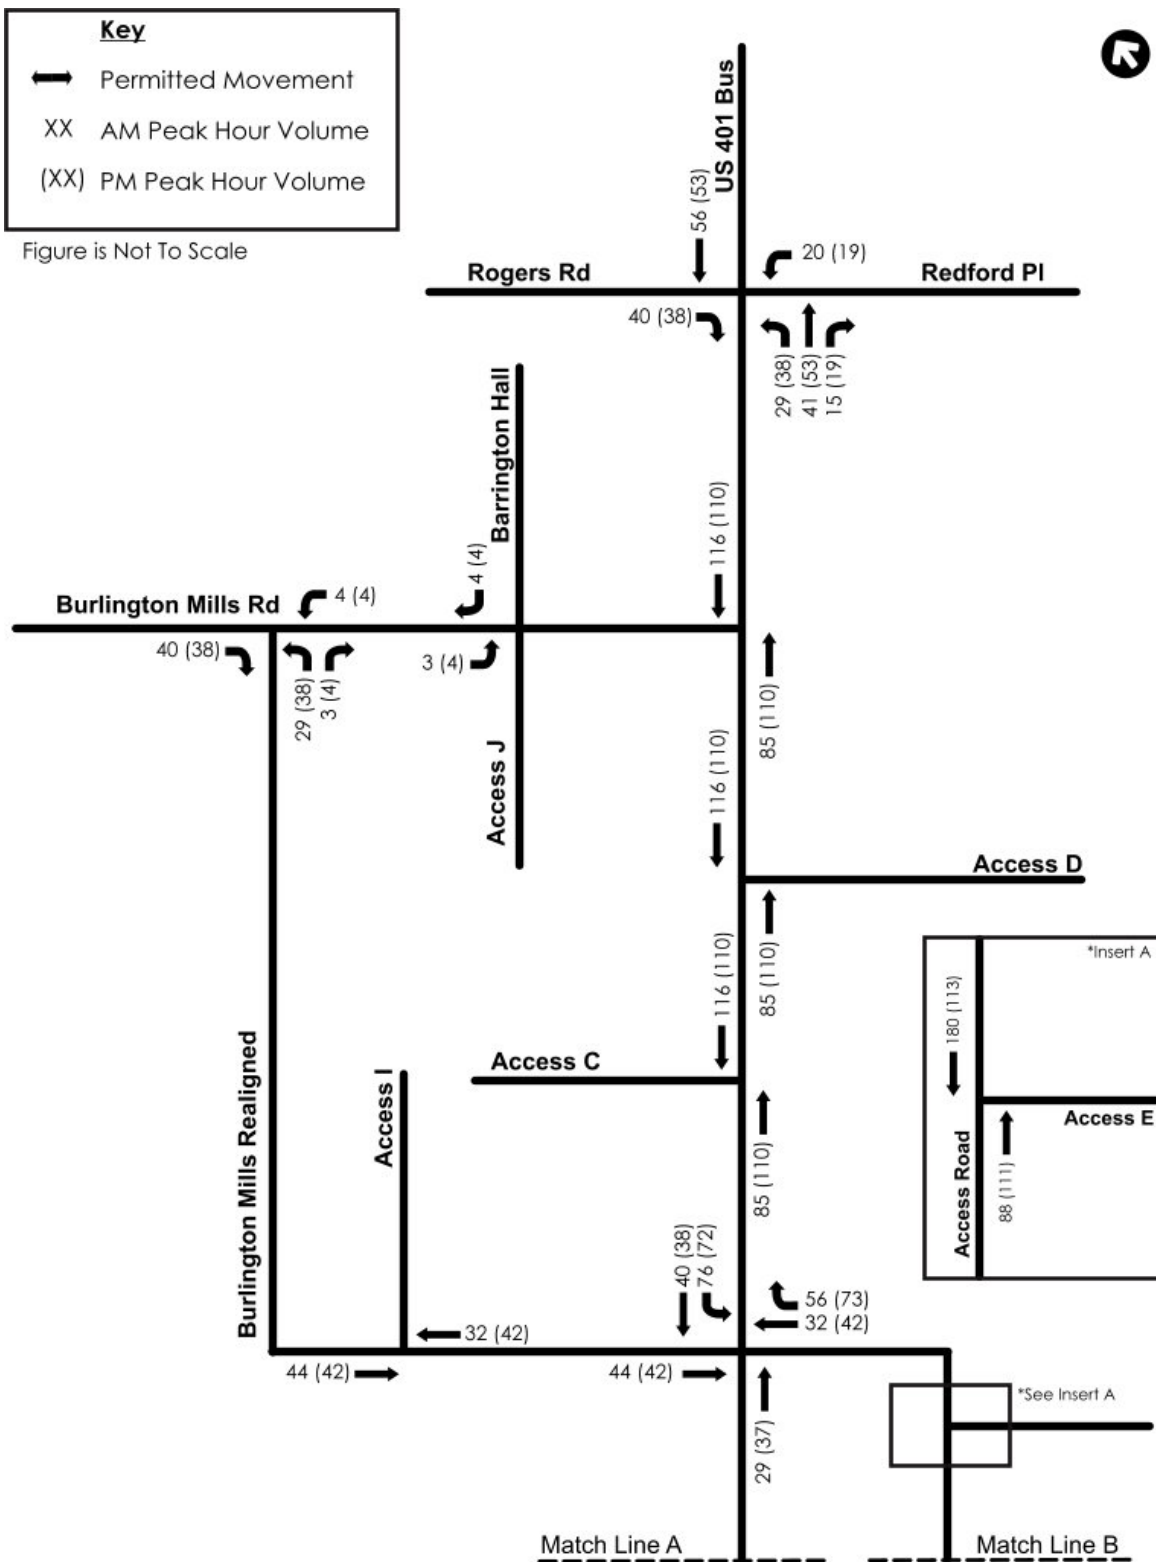 Key
Permitted Movement
XX AM Peak Hour Volume
(XX) PM Peak Hour Volume
Figure is Not To Scale
US 401 Bus
56 (53)
20 (19)
Rogers Rd
Redford Pl
40 (38)
29 (38)
41 (53)
15 (19)
Barrington Hall
116 (110)
4 (4)
Burlington Mills Rd
4 (4)
40 (38)
29 (38)
3 (4)
3 (4)
85 (110)
Access J
116 (110)
Access D
85 (110)
116 (110)
*Insert A
180 (113)
Access E
Access Road
88 (111)
Access C
Access I
Burlington Mills Realigned
85 (110)
40 (38)
76 (72)
56 (73)
32 (42)
32 (42)
44 (42)
44 (42)
29 (37)
*See Insert A
Match Line A
Match Line B